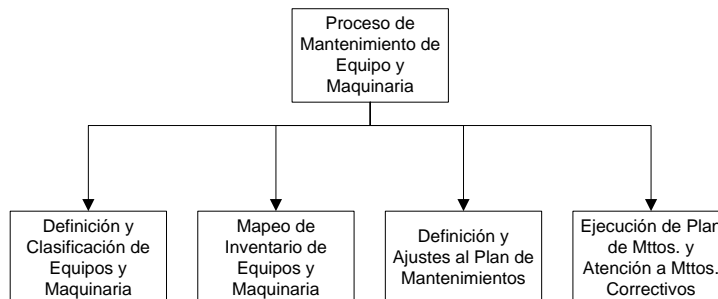 Proceso de
Mantenimiento de
Equipo y
Maquinaria
Definición y
Clasificación de
Equipos y
Maquinaria
Mapeo de
Inventario de
Equipos y
Maquinaria
Definición y
Ajustes al Plan de
Mantenimientos
Ejecución de Plan
de Mttos. y
Atención a Mttos.
Correctivos